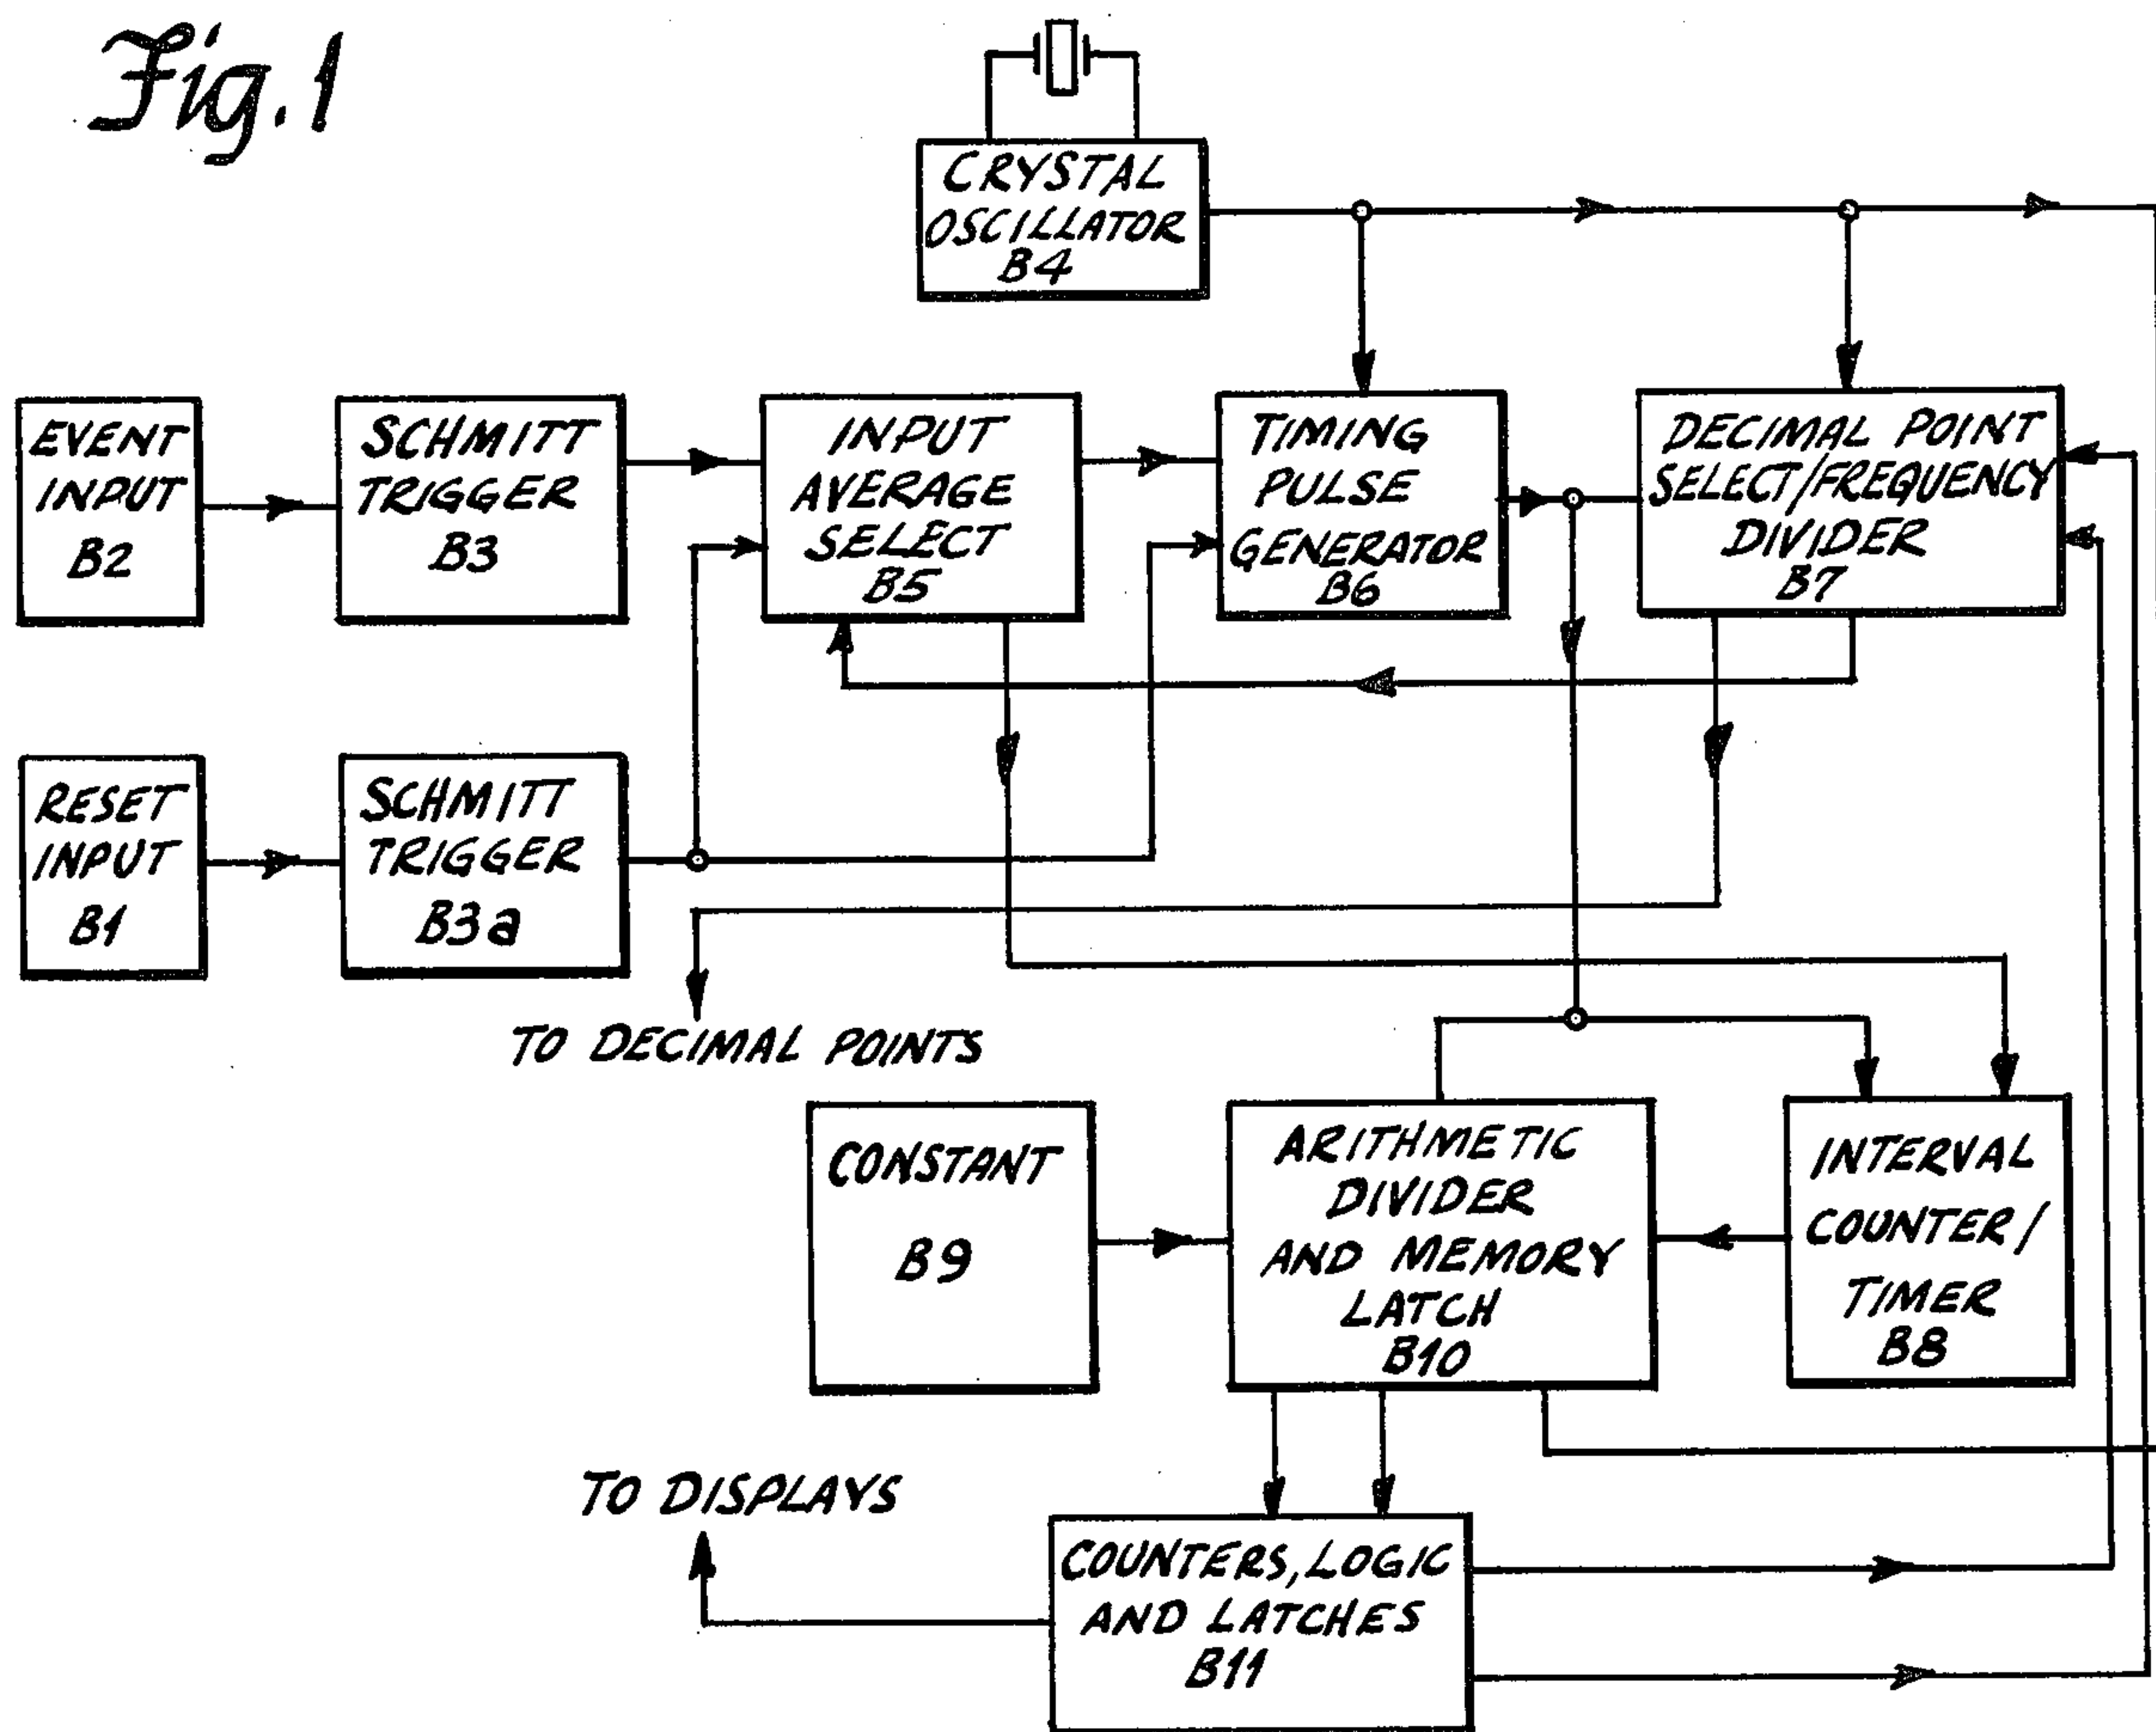 Fig. 1
CRYSTAL
OSCILLATOR
B4
EVENT
INPUT
B2
SCHMITT
TRIGGER
B3
INPUT
AVERAGE
SELECT
B5
TIMING
PULSE
GENERATOR
B6
DECIMAL POINT
SELECT/FREQUENCY
DIVIDER
B7
RESET
INPUT
B1
SCHMITT
TRIGGER
B3a
TO DECIMAL POINTS
CONSTANT
B9
ARITHMETIC
DIVIDER
AND MEMORY
LATCH
B10
INTERVAL
COUNTER/
TIMER
B8
TO DISPLAYS
COUNTERS, LOGIC
AND LATCHES
B11